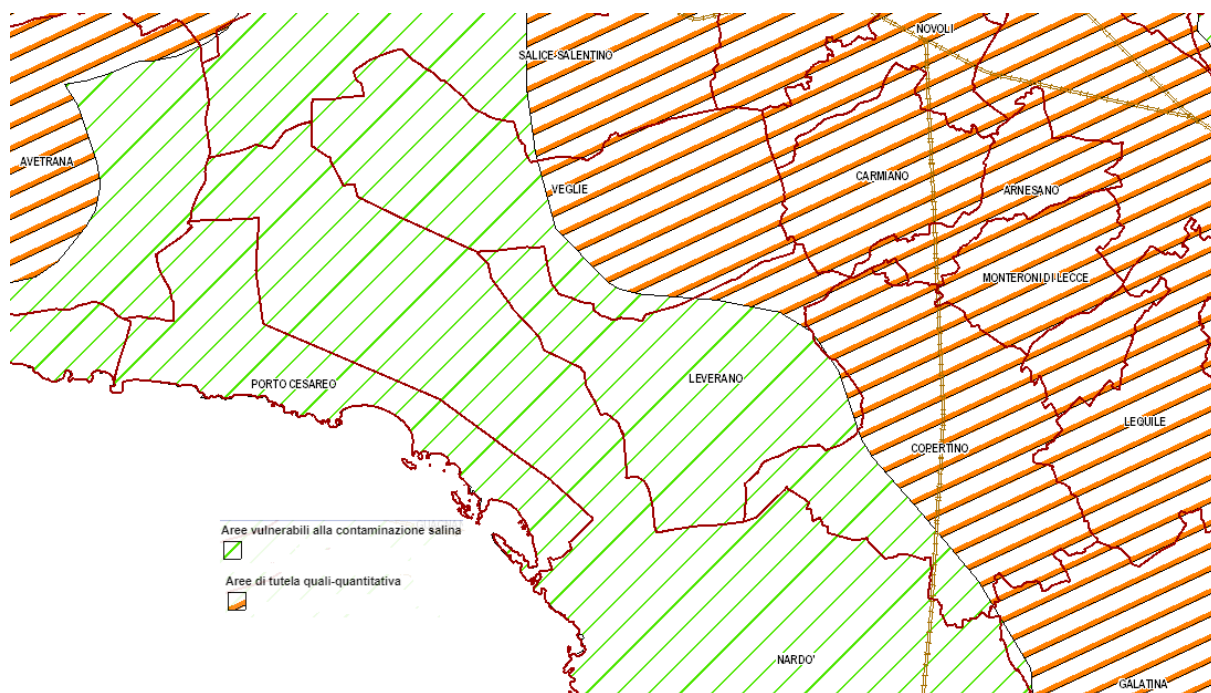 NOVOLI
SALICE-SALENTINO
AVETRANA
VEGLIE
CARMIANO
ARNESANO
MONTERONI DI LECCE
PORTO CESAREO
LEVERANO
LEQUILE
COPERTINO
Aree vulnerabili alla contaminazione salina
Aree di tutela quali-quantitativa
NARDO'
GALATINA